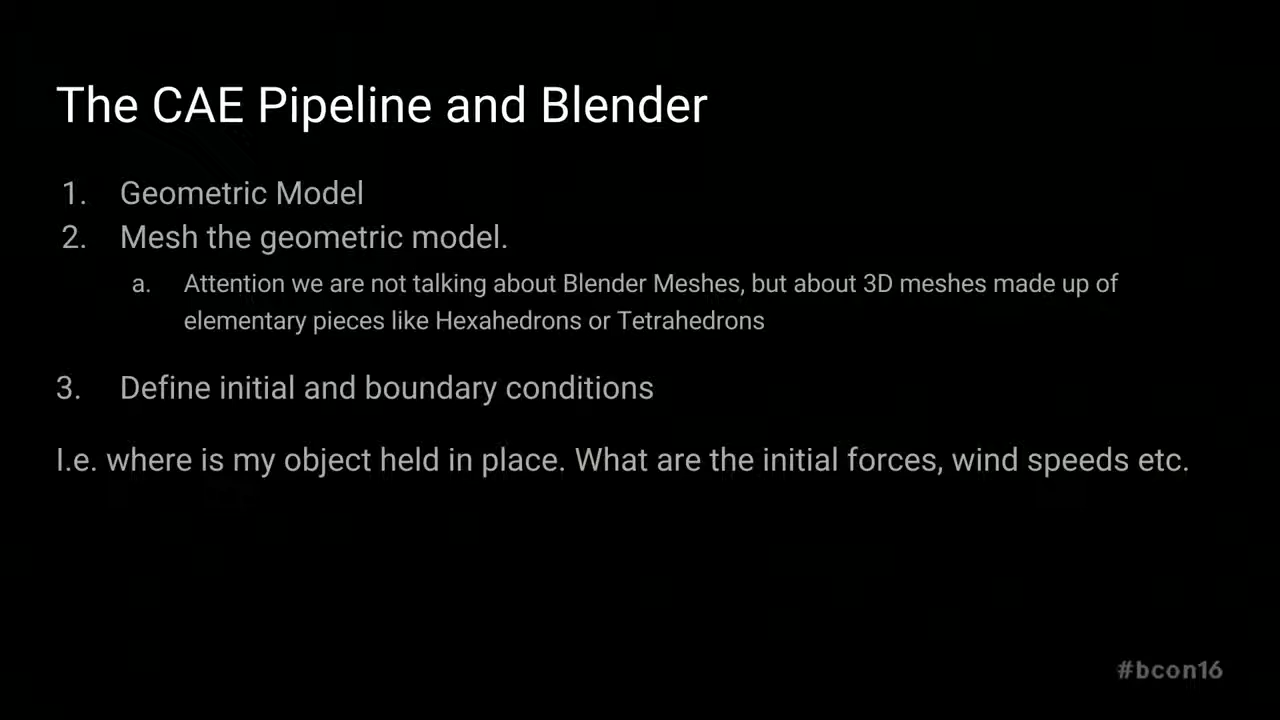 The CAE Pipeline and Blender
1. Geometric Model
2. Mesh the geometric model.
a. Attention we are not talking about Blender Meshes, but about 3D meshes made up of
elementary pieces like Hexahedrons or Tetrahedrons
3. Define initial and boundary conditions
I.e. where is my object held in place. What are the initial forces, wind speeds etc.
#bcon16